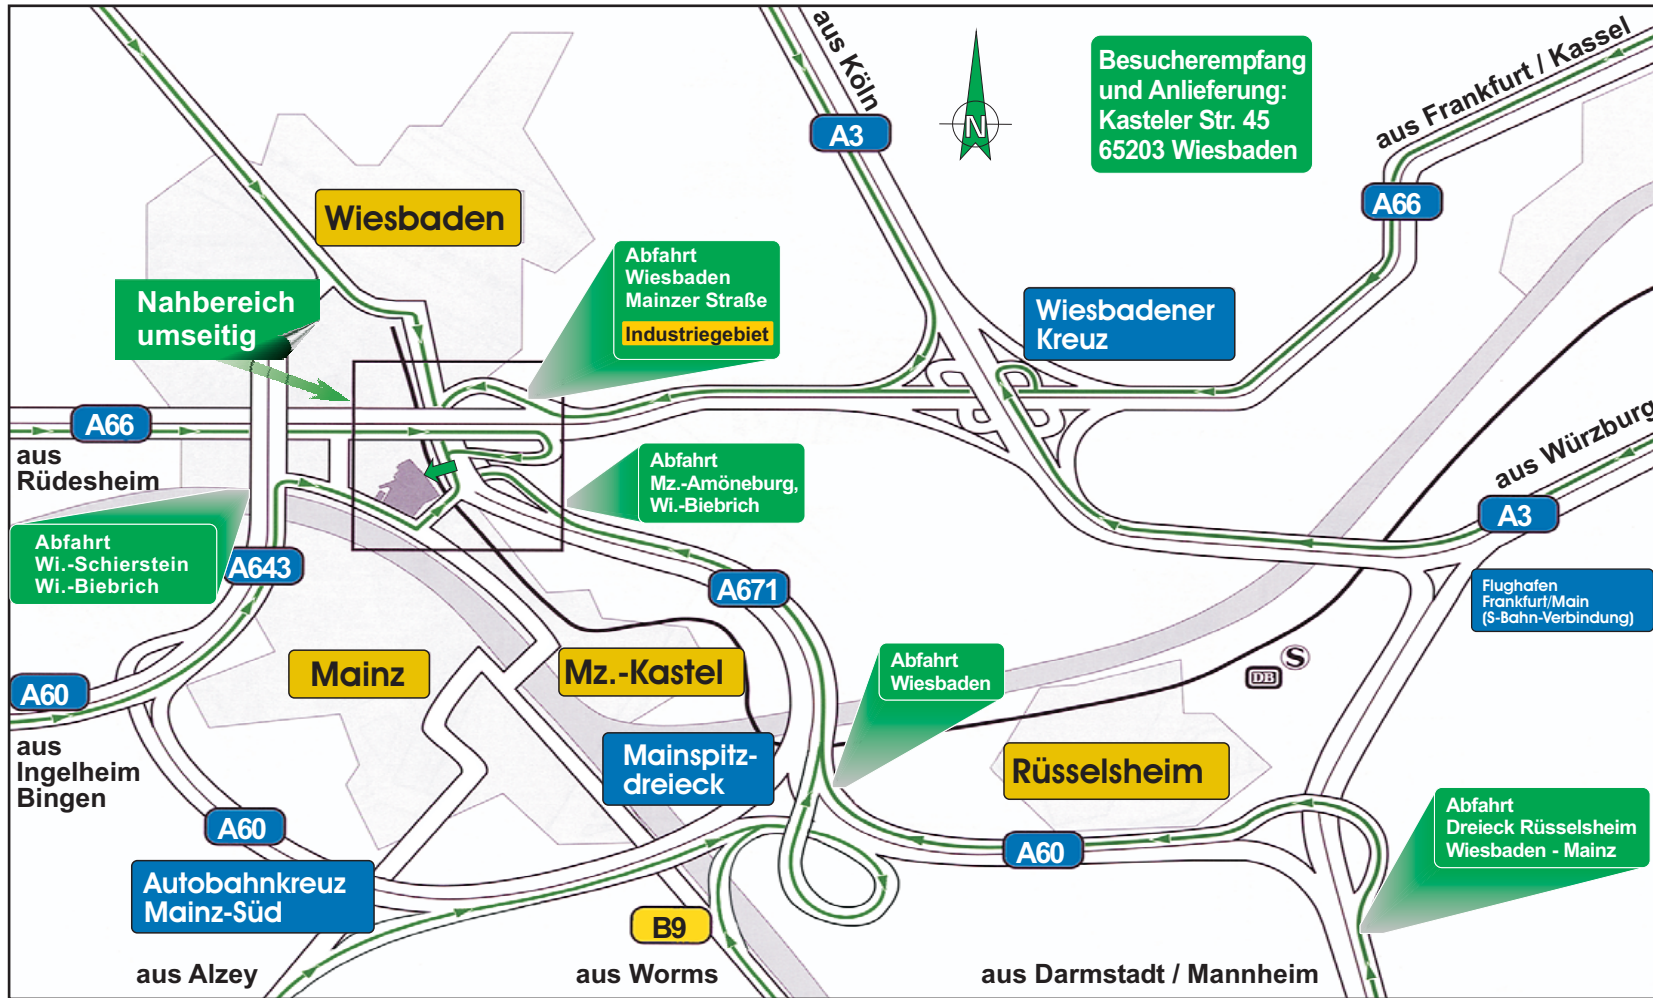 aus Köln
A3
N
Besucherempfang
und Anlieferung:
Kasteler Str. 45
65203 Wiesbaden
aus Frankfurt / Kassel
A66
Wiesbaden
Abfahrt
Wiesbaden
Mainzer Straße
Industriegebiet
Nahbereich
umseitig
Wiesbadener
Kreuz
A66
aus
Rüdesheim
Abfahrt
Mz.-Amöneburg,
Wi.-Biebrich
aus Würzburg
A3
Abfahrt
Wi.-Schierstein
Wi.-Biebrich
A643
A671
Flughafen
Frankfurt/Main
(S-Bahn-Verbindung)
Mainz
Mz.-Kastel
Abfahrt
Wiesbaden
S
DB
A60
aus
Ingelheim
Bingen
Mainspitz-
dreieck
Rüsselsheim
A60
A60
Abfahrt
Dreieck Rüsselsheim
Wiesbaden - Mainz
Autobahnkreuz
Mainz-Süd
B9
aus Alzey
aus Worms
aus Darmstadt / Mannheim